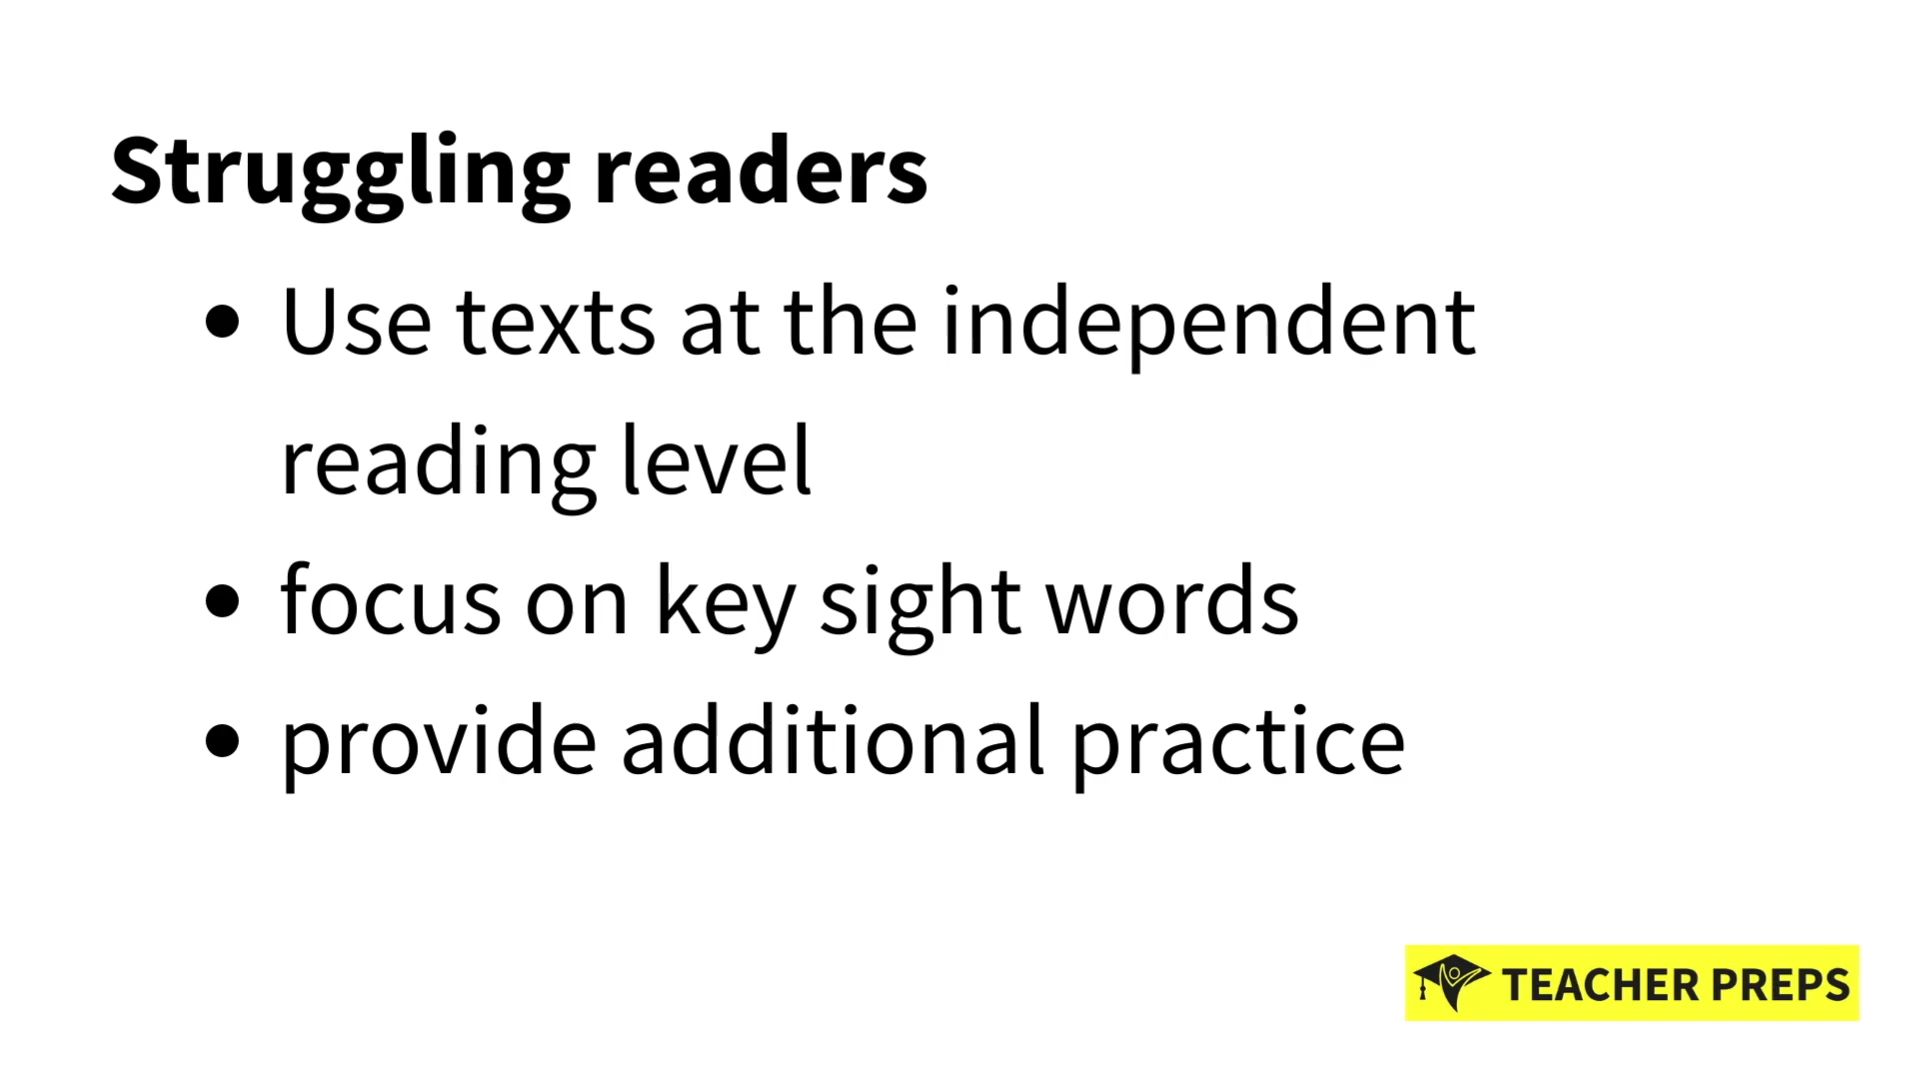 Struggling readers
• Use texts at the independent
reading level
• focus on key sight words
• provide additional practice
TEACHER PREPS